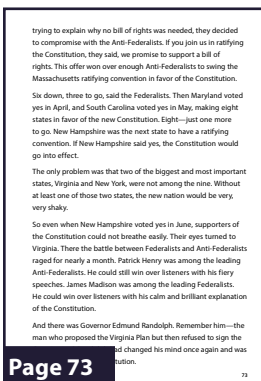 trying to explain why no bill of rights was needed, they decided
to compromise with the Anti-Federalists. If you join us in ratifying
the Constitution, they said, we promise to support a bill of
rights. This offer won over enough Anti-Federalists to swing the
Massachusetts ratifying convention in favor of the Constitution.
Six down, three to go, said the Federalists. Then Maryland voted
yes in April, and South Carolina voted yes in May, making eight
states in favor of the new Constitution. Eight—just one more
to go. New Hampshire was the next state to have a ratifying
convention. If New Hampshire said yes, the Constitution would
go into effect.
The only problem was that two of the biggest and most important
states, Virginia and New York, were not among the nine. Without
at least one of those two states, the new nation would be very,
very shaky.
So even when New Hampshire voted yes in June, supporters of
the Constitution could not breathe easily. Their eyes turned to
Virginia. There the battle between Federalists and Anti-Federalists
raged for nearly a month. Patrick Henry was among the leading
Anti-Federalists. He could still win over listeners with his fiery
speeches. James Madison was among the leading Federalists.
He could win over listeners with his calm and brilliant explanation
of the Constitution.
And there was Governor Edmund Randolph. Remember him—the
man who proposed the Virginia Plan but then refused to sign the
ad changed his mind once again and was
tution.
Page 73
73